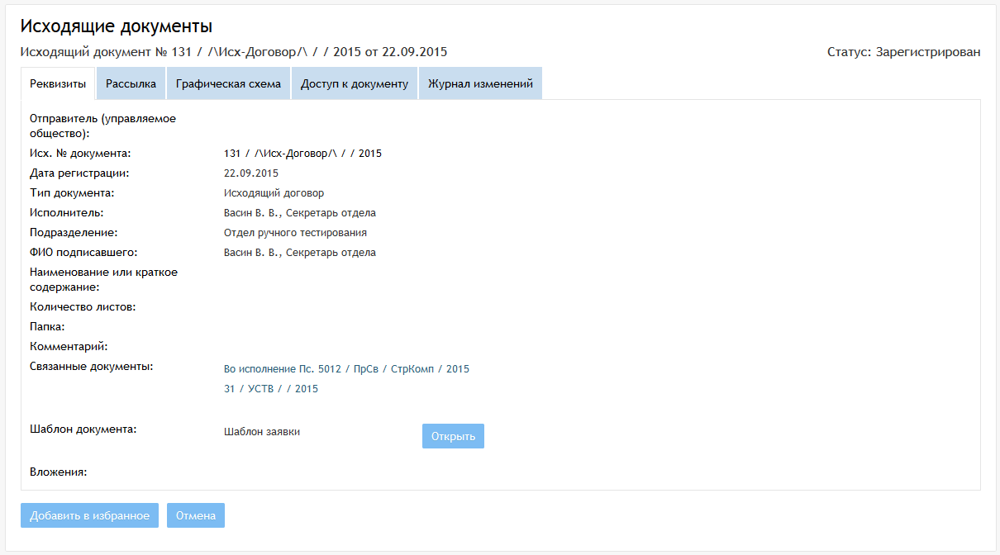 Исходящие документы
Исходящий документ № 131 / /\Исх-Договор/\ / / 2015 от 22.09.2015 Статус: Зарегистрирован
Реквизиты Рассылка Графическая схема Доступ к документу Журнал изменений
Отправитель (управляемое
общество):
Исх. № документа: 131 / /\Исх-Договор/\ / / 2015
Дата регистрации: 22.09.2015
Тип документа: Исходящий договор
Исполнитель: Васин В. В., Секретарь отдела
Подразделение: Отдел ручного тестирования
ФИО подписавшего: Васин В. В., Секретарь отдела
Наименование или краткое
содержание:
Количество листов:
Папка:
Комментарий:
Связанные документы: Во исполнение Пс. 5012 / ПрСв / СтрКомп / 2015
31 / УСТВ / / 2015
Шаблон документа: Шаблон заявки Открыть
Вложения:
Добавить в избранное Отмена